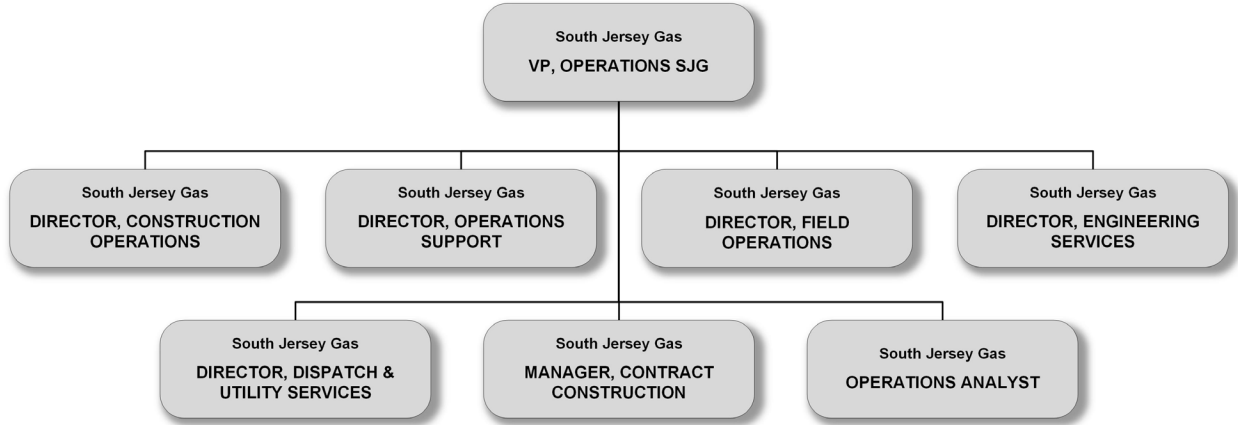 South Jersey Gas
VP, OPERATIONS SJG
South Jersey Gas
DIRECTOR, CONSTRUCTION
OPERATIONS
South Jersey Gas
DIRECTOR, OPERATIONS
SUPPORT
South Jersey Gas
DIRECTOR, FIELD
OPERATIONS
South Jersey Gas
DIRECTOR, ENGINEERING
SERVICES
South Jersey Gas
DIRECTOR, DISPATCH &
UTILITY SERVICES
South Jersey Gas
MANAGER, CONTRACT
CONSTRUCTION
South Jersey Gas
OPERATIONS ANALYST